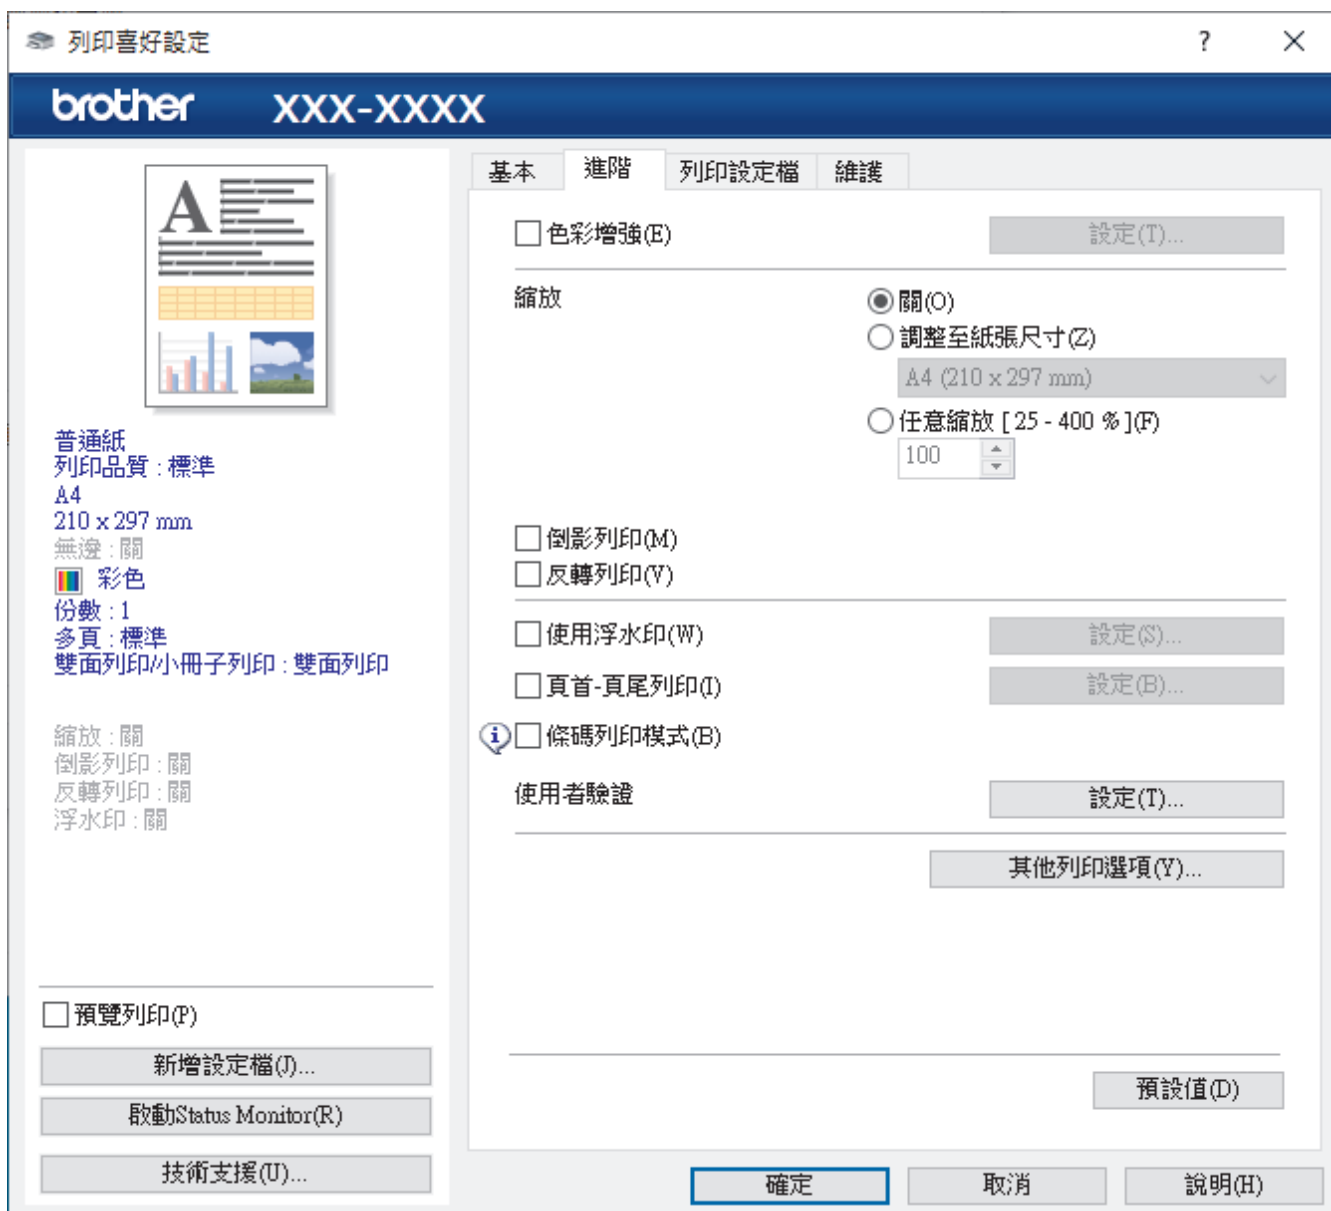 列印喜好設定
brother XXX-XXXX
基本 進階 列印設定檔 維護
色彩增強(E) 設定(T)...
縮放 關(O)
調整至紙張尺寸(Z)
A4 (210 x 297 mm)
任意縮放 [ 25 - 400 % ](F)
100
倒影列印(M)
反轉列印(V)
使用浮水印(W) 設定(S)...
頁首-頁尾列印(I) 設定(B)...
條碼列印模式(B)
使用者驗證 設定(T)...
其他列印選項(Y)...
預設值(D)
A
普通紙
列印品質 : 標準
A4
210 x 297 mm
無邊 : 關
彩色
份數 : 1
多頁 : 標準
雙面列印/小冊子列印 : 雙面列印
縮放 : 關
倒影列印 : 關
反轉列印 : 關
浮水印 : 關
預覽列印(P)
新增設定檔(J)...
啟動Status Monitor(R)
技術支援(U)...
確定 取消 說明(H)